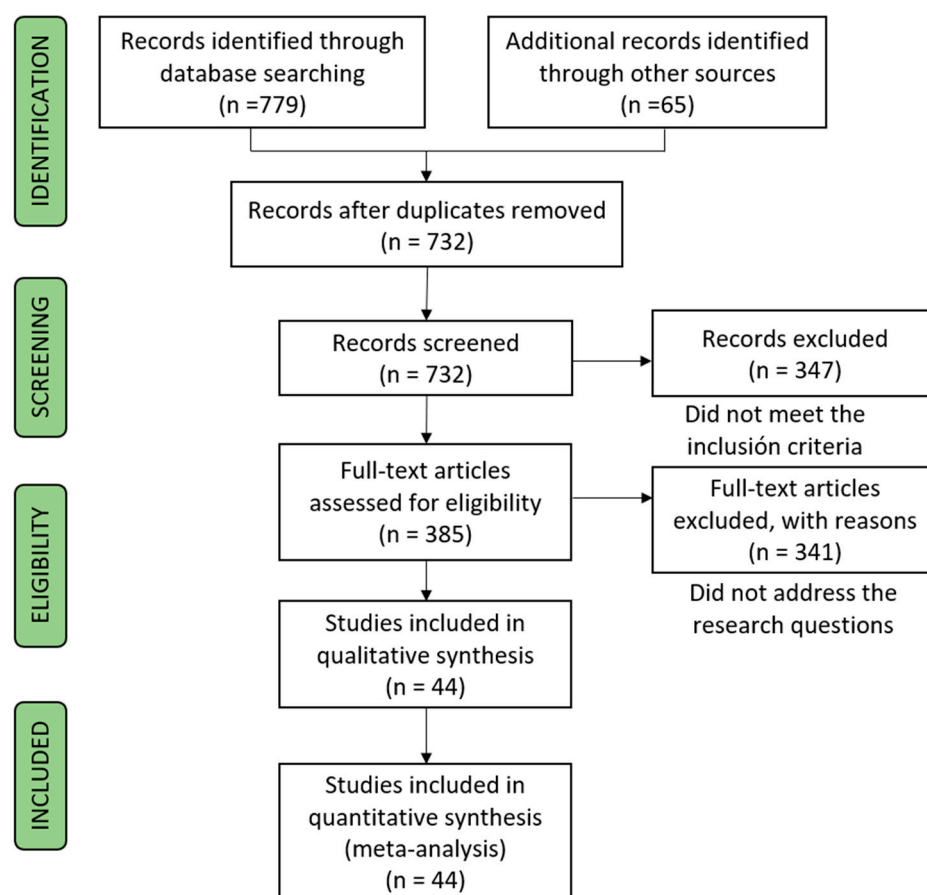 IDENTIFICATION
Records identified through
database searching
(n =779)
Additional records identified
through other sources
(n =65)
Records after duplicates removed
(n = 732)
SCREENING
Records screened
(n = 732)
Records excluded
(n = 347)
Did not meet the
inclusión criteria
ELIGIBILITY
Full-text articles
assessed for eligibility
(n = 385)
Full-text articles
excluded, with reasons
(n = 341)
Did not address the
research questions
Studies included in
qualitative synthesis
(n = 44)
INCLUDED
Studies included in
quantitative synthesis
(meta-analysis)
(n = 44)